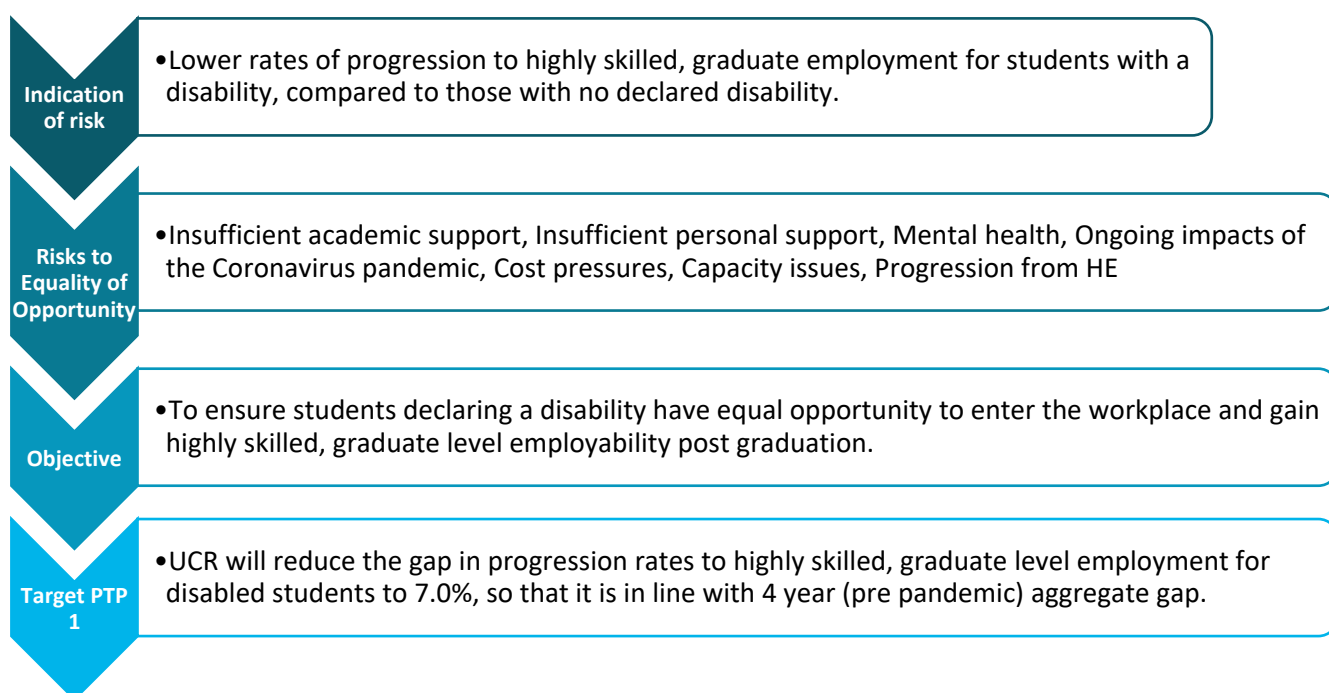 Indication
of risk
•Lower rates of progression to highly skilled, graduate employment for students with a
disability, compared to those with no declared disability.
Risks to
Equality of
Opportunity
•Insufficient academic support, Insufficient personal support, Mental health, Ongoing impacts of
the Coronavirus pandemic, Cost pressures, Capacity issues, Progression from HE
Objective
•To ensure students declaring a disability have equal opportunity to enter the workplace and gain
highly skilled, graduate level employability post graduation.
Target PTP
1
•UCR will reduce the gap in progression rates to highly skilled, graduate level employment for
disabled students to 7.0%, so that it is in line with 4 year (pre pandemic) aggregate gap.